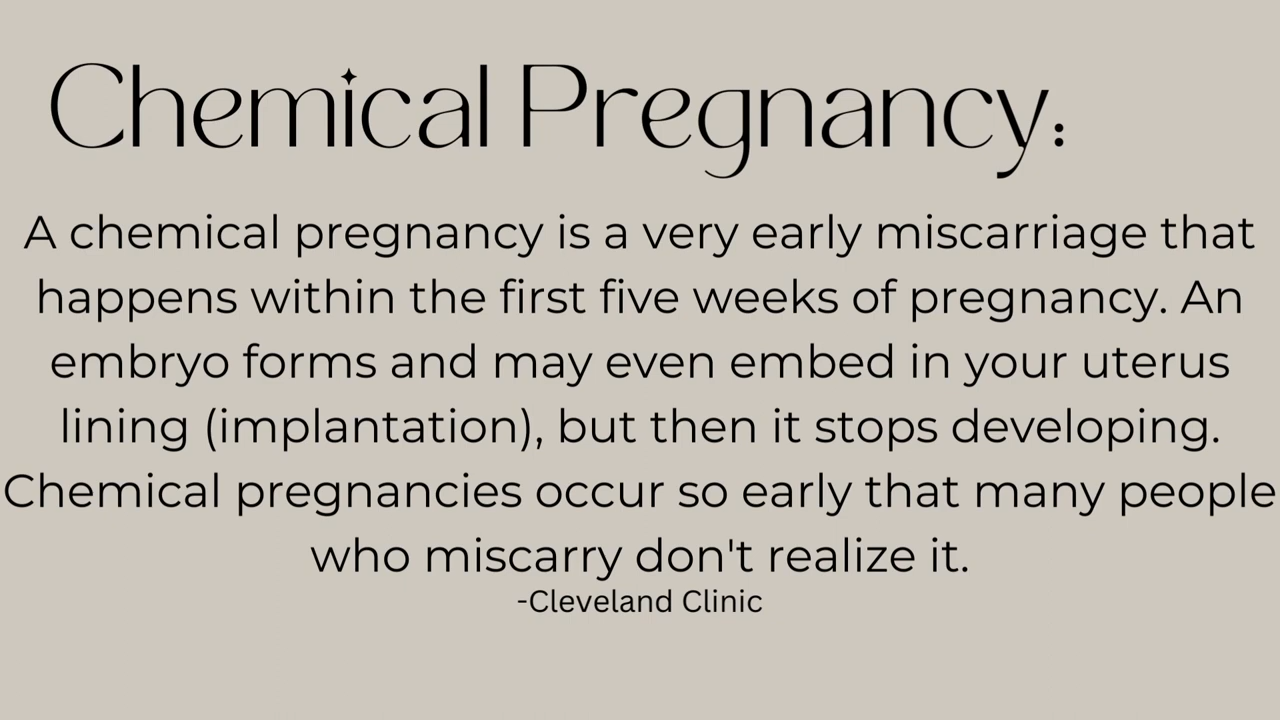 Chemical Pregnancy:
A chemical pregnancy is a very early miscarriage that
happens within the first five weeks of pregnancy. An
embryo forms and may even embed in your uterus
lining (implantation), but then it stops developing.
Chemical pregnancies occur so early that many people
who miscarry don't realize it.
-Cleveland Clinic